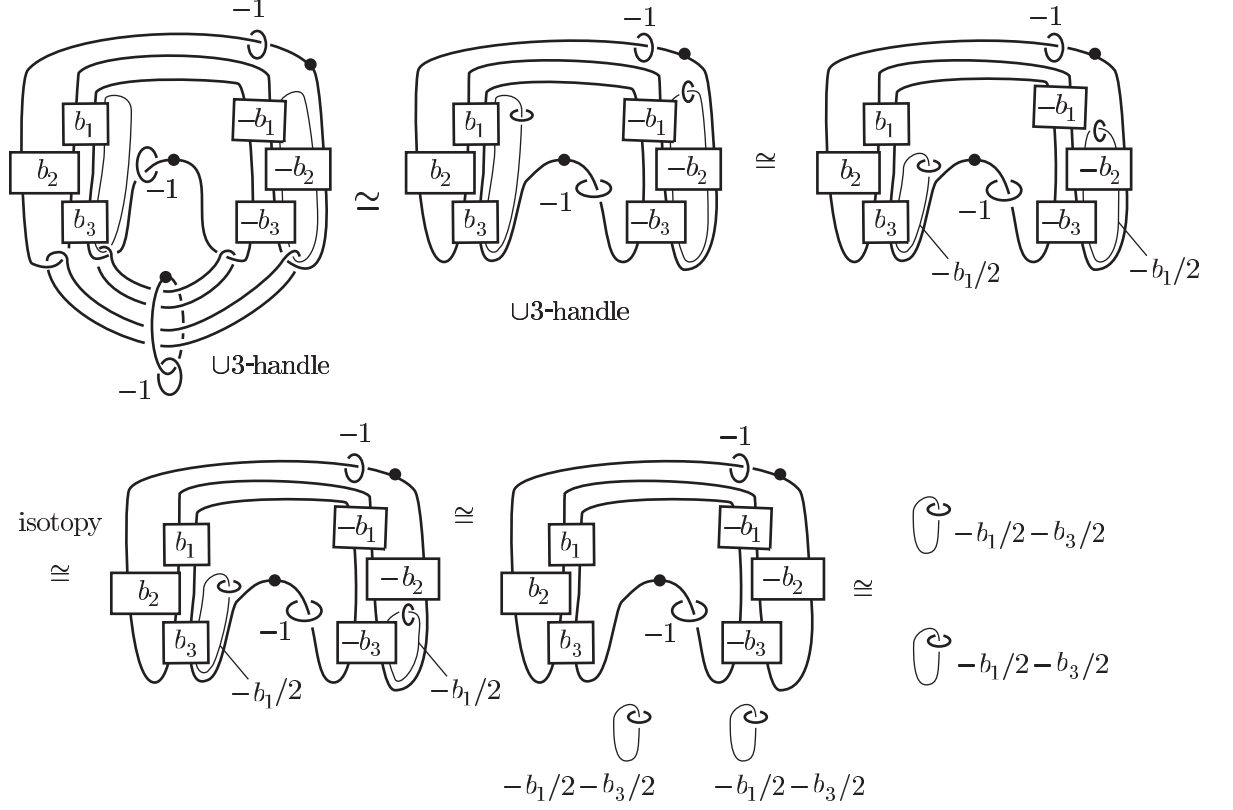 −1
−1
−1
b₁
−b₁
b₁
−b₁
b₁
−b₁
b₂
−1
−b₂
≃
b₂
−1
−b₂
≅
b₂
−1
−b₂
b₃
−b₃
b₃
−b₃
b₃
−b₃
−b₁/2
−b₁/2
∪3-handle
−1
∪3-handle
−1
−1
isotopy
≅
b₁
−b₁
≅
b₁
−b₁
−b₁/2−b₃/2
b₂
−1
−b₂
b₂
−1
−b₂
≅
b₃
−b₃
b₃
−b₃
−b₁/2−b₃/2
−b₁/2
−b₁/2
−b₁/2−b₃/2
−b₁/2−b₃/2